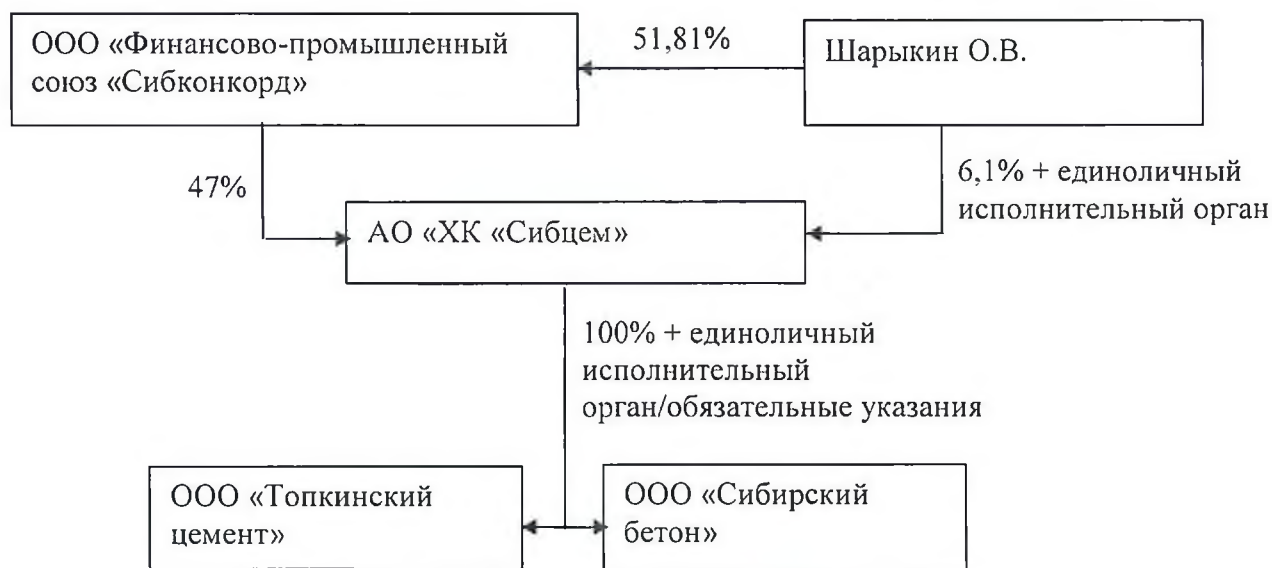 ООО «Финансово-промышленный
союз «Сибконкорд»
51,81%
Шарыкин О.В.
47%
6,1% + единоличный
исполнительный орган
АО «ХК «Сибцем»
100% + единоличный
исполнительный
орган/обязательные указания
ООО «Топкинский
цемент»
ООО «Сибирский
бетон»